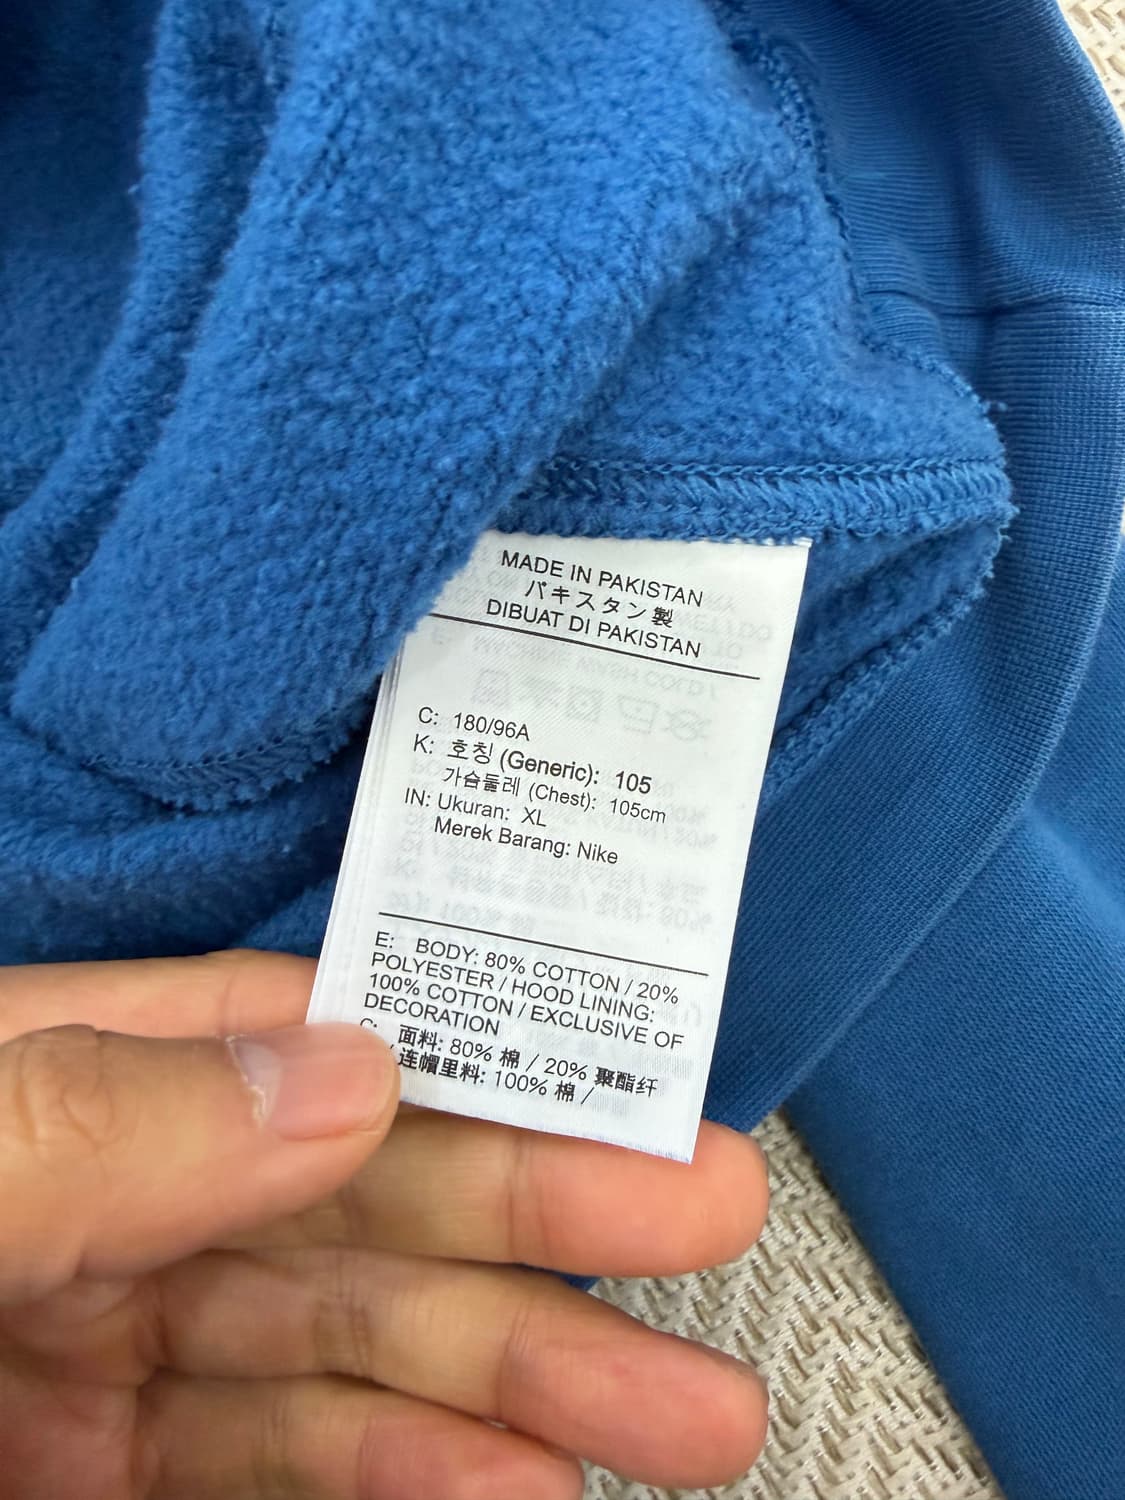 MADE IN PAKISTAN
パキスタン製
DIBUAT DI PAKISTAN
C: 180/96A
K: 호칭 (Generic): 105
가슴둘레 (Chest): 105cm
IN: Ukuran: XL
Merek Barang: Nike
E: BODY: 80% COTTON / 20%
POLYESTER / HOOD LINING:
100% COTTON / EXCLUSIVE OF
DECORATION
C: 面料: 80% 棉 / 20% 聚酯纤
连帽里料: 100% 棉 /